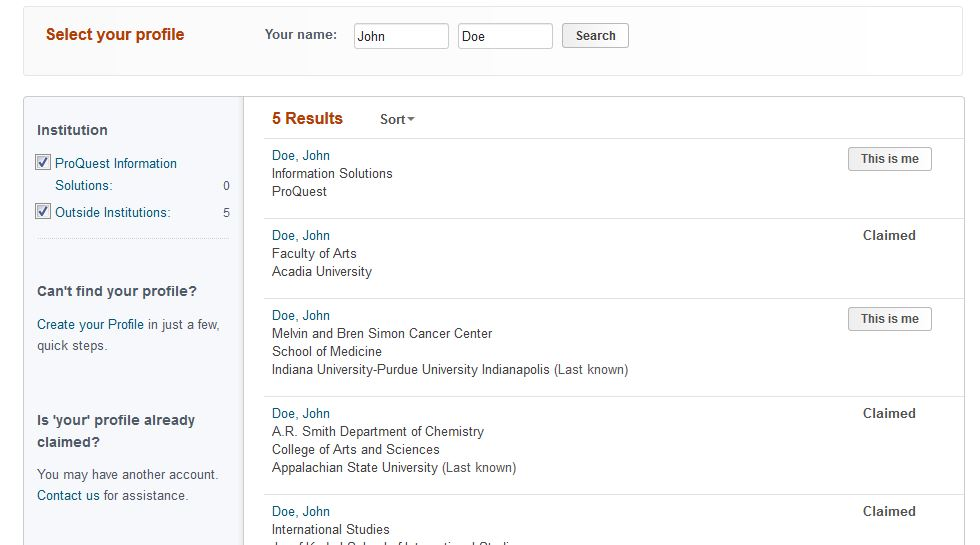 Select your profile
Your name: John Doe Search
Institution
ProQuest Information
Solutions: 0
Outside Institutions: 5
Can't find your profile?
Create your Profile in just a few,
quick steps.
Is 'your' profile already
claimed?
You may have another account.
Contact us for assistance.
5 Results Sort
Doe, John This is me
Information Solutions
ProQuest
Doe, John Claimed
Faculty of Arts
Acadia University
Doe, John This is me
Melvin and Bren Simon Cancer Center
School of Medicine
Indiana University-Purdue University Indianapolis (Last known)
Doe, John Claimed
A.R. Smith Department of Chemistry
College of Arts and Sciences
Appalachian State University (Last known)
Doe, John Claimed
International Studies